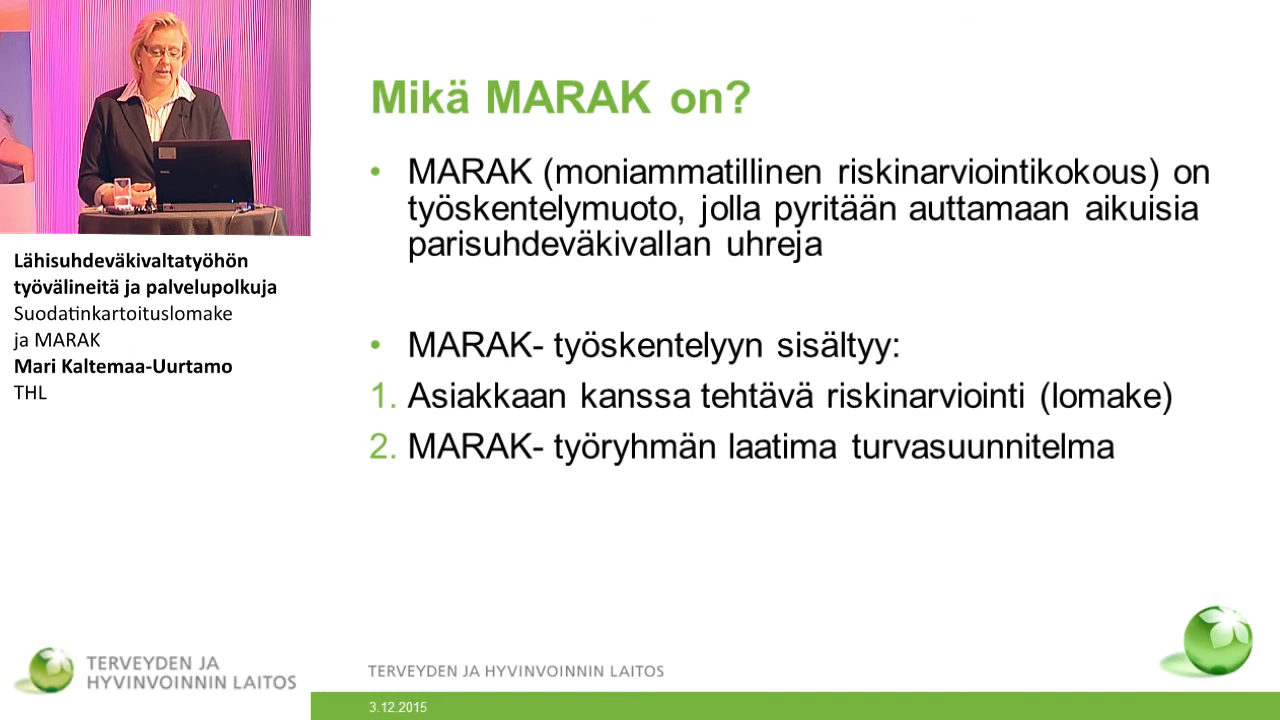 Lähisuhdeväkivaltatyöhön
työvälineitä ja palvelupolkuja
Suodatinkartoituslomake
ja MARAK
Mari Kaltemaa-Uurtamo
THL
TERVEYDEN JA
HYVINVOINNIN LAITOS
Mikä MARAK on?
• MARAK (moniammatillinen riskinarviointikokous) on
työskentelymuoto, jolla pyritään auttamaan aikuisia
parisuhdeväkivallan uhreja
• MARAK- työskentelyyn sisältyy:
1. Asiakkaan kanssa tehtävä riskinarviointi (lomake)
2. MARAK- työryhmän laatima turvasuunnitelma
TERVEYDEN JA HYVINVOINNIN LAITOS
3.12.2015